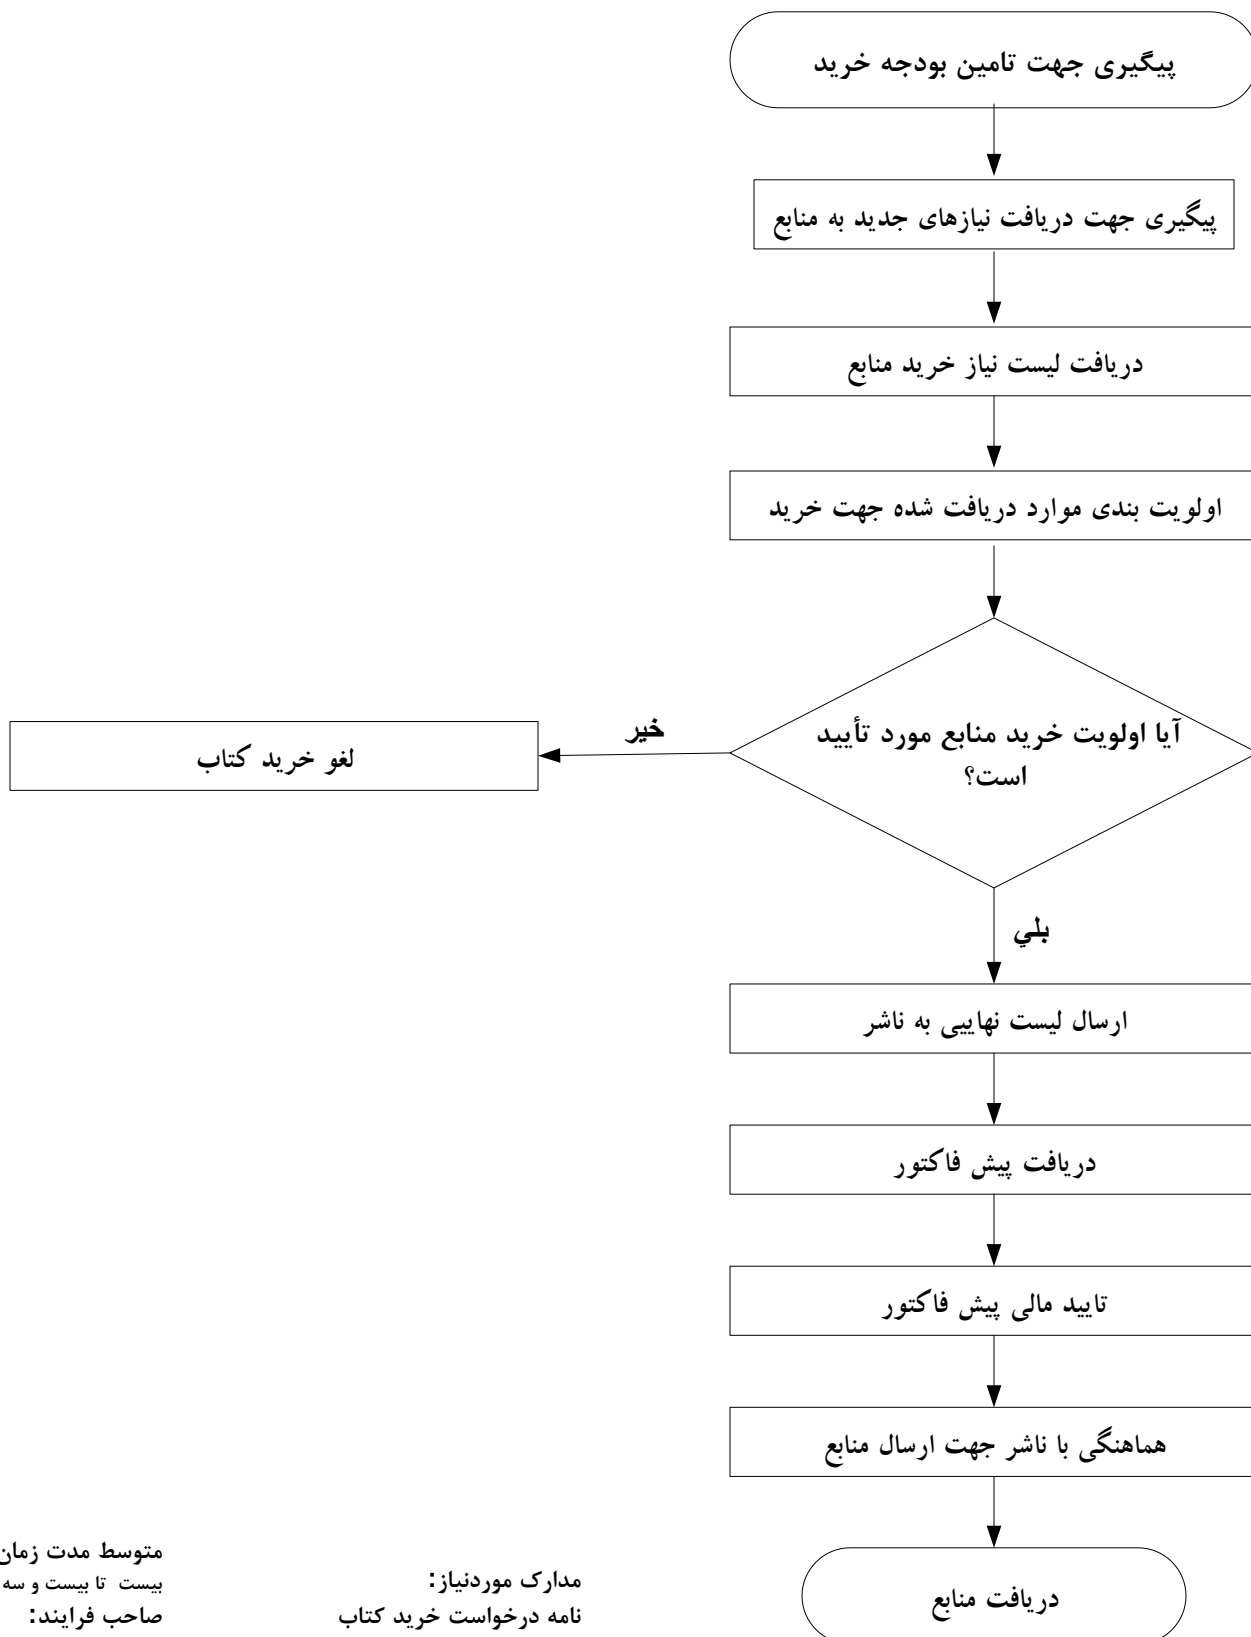 پیگیری جهت تامین بودجه خرید
پیگیری جهت دریافت نیازهای جدید به منابع
دریافت لیست نیاز خرید منابع
اولویت بندی موارد دریافت شده جهت خرید
آیا اولویت خرید منابع مورد تأیید
است؟
خیر
لغو خرید کتاب
بلي
ارسال لیست نهاییی به ناشر
دریافت پیش فاکتور
تایید مالی پیش فاکتور
هماهنگی با ناشر جهت ارسال منابع
دریافت منابع
مدارک موردنیاز:
نامه درخواست خرید کتاب
متوسط مدت زمان
بیست تا بیست و سه
صاحب فرایند: